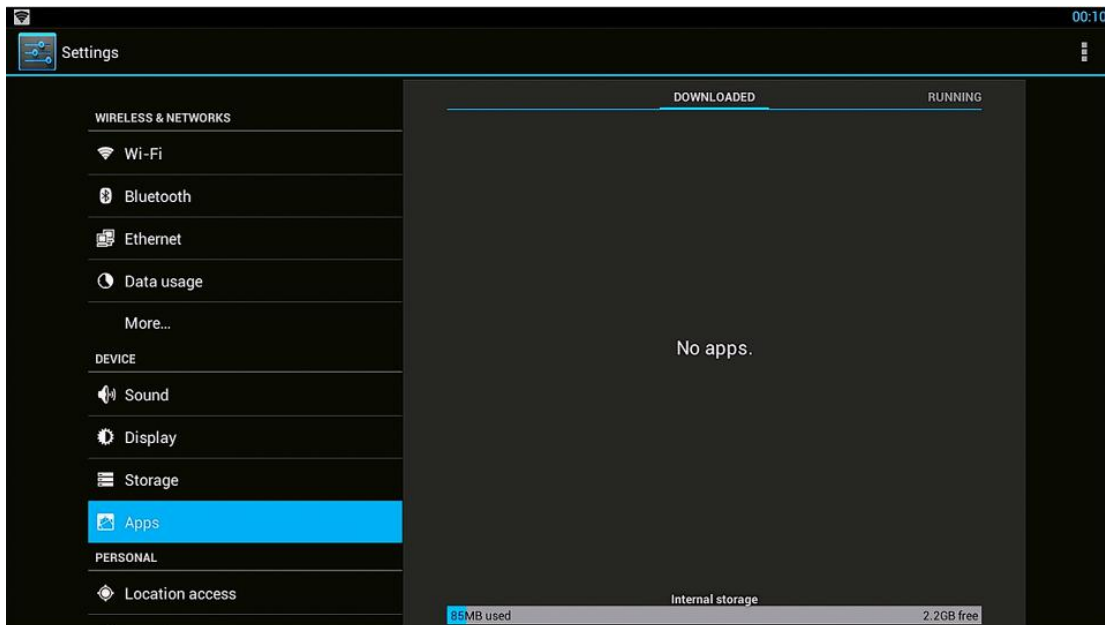 00:10
Settings
WIRELESS & NETWORKS
Wi-Fi
Bluetooth
Ethernet
Data usage
More...
DEVICE
Sound
Display
Storage
Apps
PERSONAL
Location access
DOWNLOADED RUNNING
No apps.
Internal storage
85MB used 2.2GB free